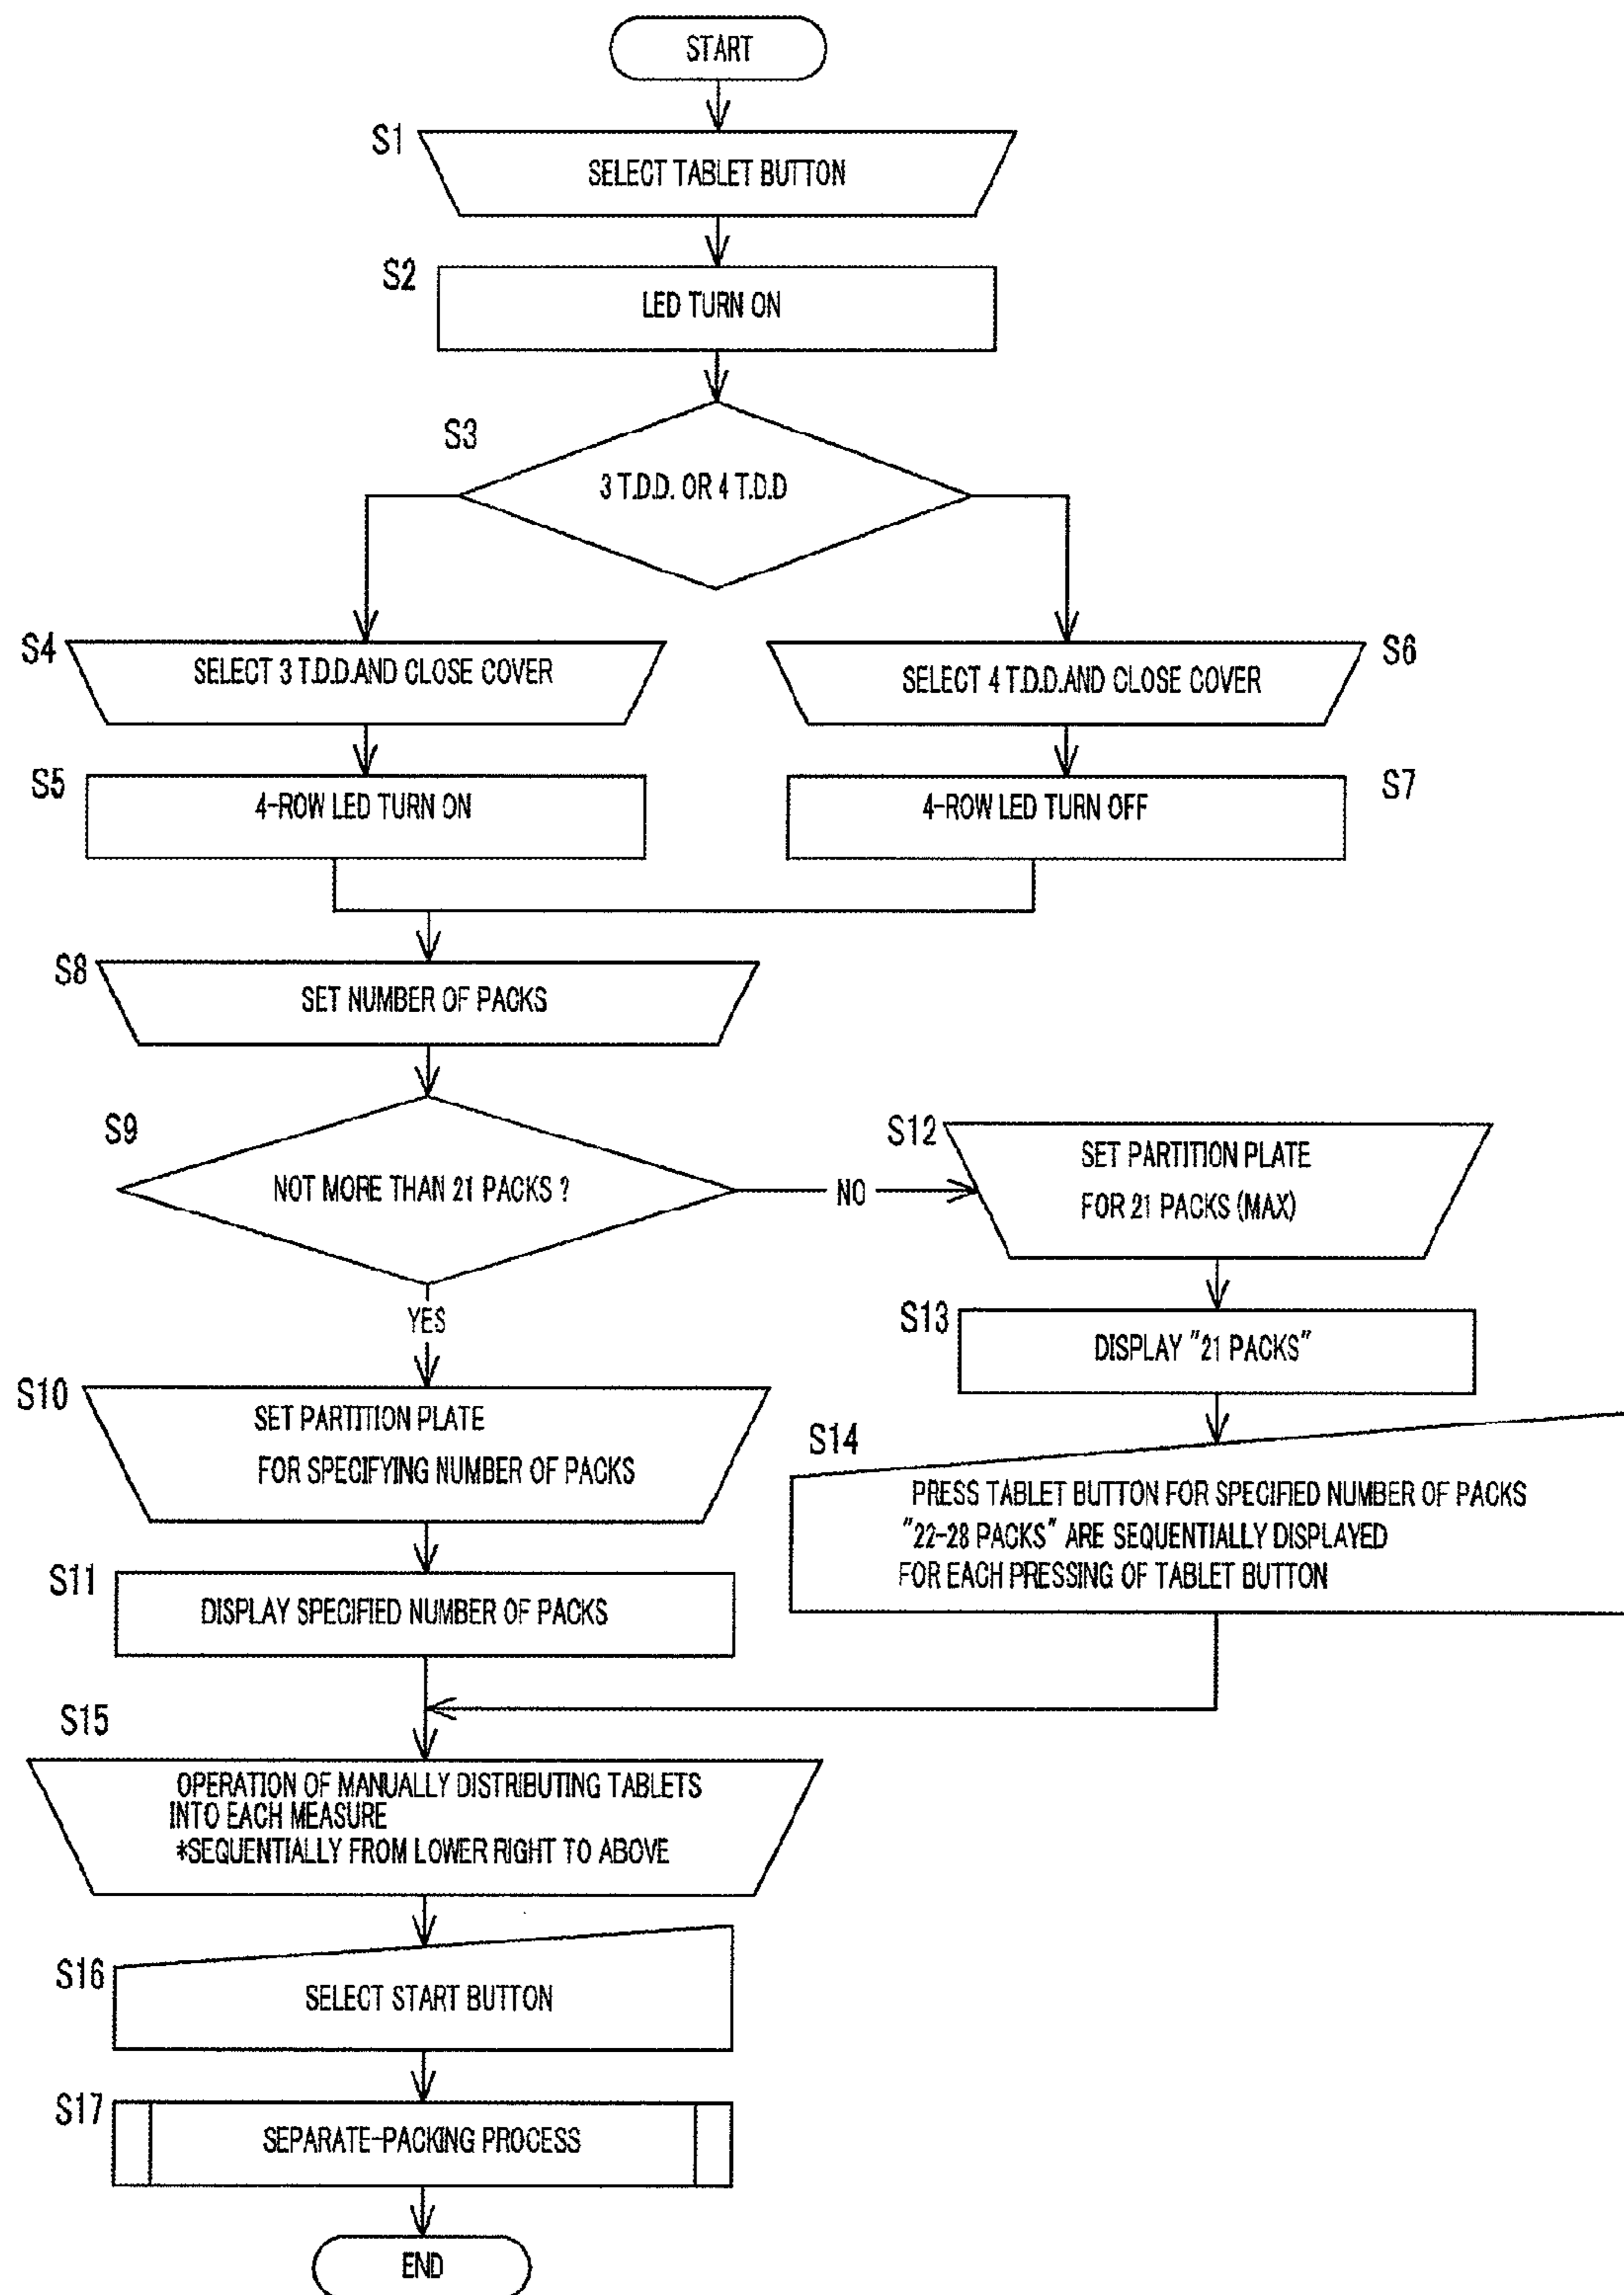 START
S1
SELECT TABLET BUTTON
S2
LED TURN ON
S3
3 T.D.D. OR 4 T.D.D
S4
SELECT 3 T.D.D.AND CLOSE COVER
S6
SELECT 4 T.D.D.AND CLOSE COVER
S5
4-ROW LED TURN ON
S7
4-ROW LED TURN OFF
S8
SET NUMBER OF PACKS
S9
NOT MORE THAN 21 PACKS ?
NO
YES
S12
SET PARTITION PLATE
FOR 21 PACKS (MAX)
S13
DISPLAY "21 PACKS"
S14
PRESS TABLET BUTTON FOR SPECIFIED NUMBER OF PACKS
"22-28 PACKS" ARE SEQUENTIALLY DISPLAYED
FOR EACH PRESSING OF TABLET BUTTON
S10
SET PARTITION PLATE
FOR SPECIFYING NUMBER OF PACKS
S11
DISPLAY SPECIFIED NUMBER OF PACKS
S15
OPERATION OF MANUALLY DISTRIBUTING TABLETS
INTO EACH MEASURE
*SEQUENTIALLY FROM LOWER RIGHT TO ABOVE
S16
SELECT START BUTTON
S17
SEPARATE-PACKING PROCESS
END